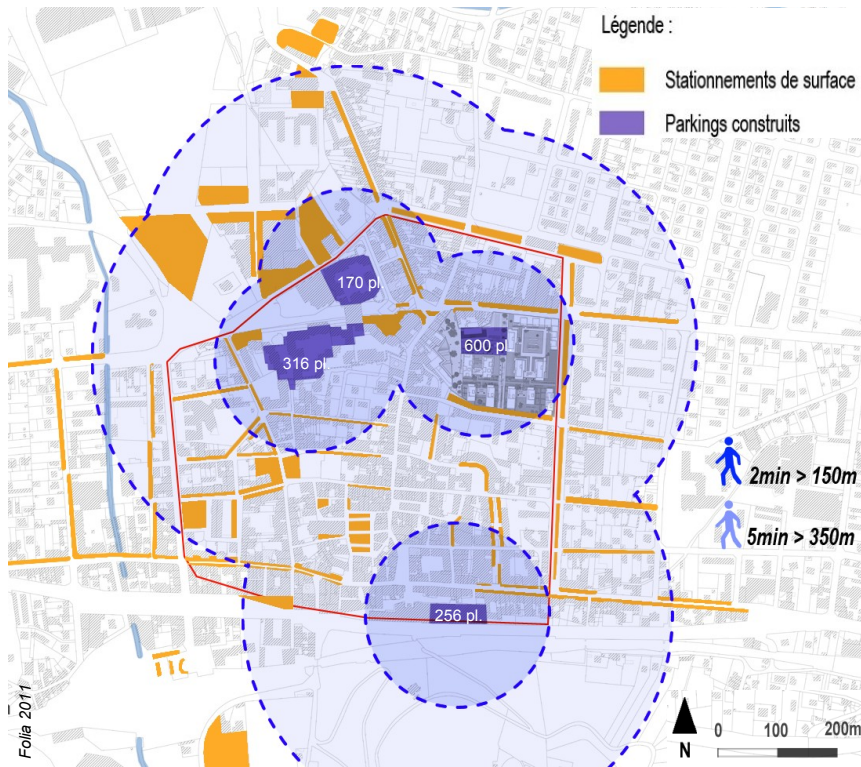 Légende :
Stationnements de surface
Parkings construits
170 pl.
316 pl.
600 pl.
2min > 150m
5min > 350m
256 pl.
Folia 2011
N
0 100 200m